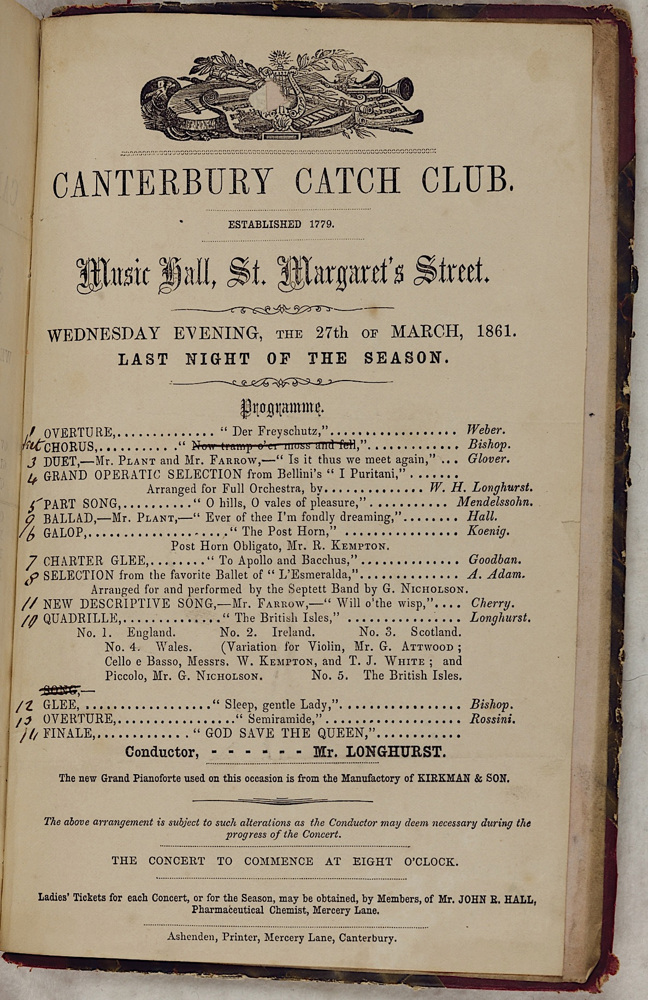 CANTERBURY CATCH CLUB.
ESTABLISHED 1779.
Music Hall, St. Margaret's Street.
WEDNESDAY EVENING, THE 27th OF MARCH, 1861.
LAST NIGHT OF THE SEASON.
Programme.
1 OVERTURE,.............. “ Der Freyschutz,”.................. Weber.
CHORUS,...........“ Now tramp o'er moss and fell,”............. Bishop.
3 DUET,—Mr. PLANT and Mr. FARROW,—“ Is it thus we meet again,” ... Glover.
4 GRAND OPERATIC SELECTION from Bellini's “ I Puritani,”.......
Arranged for Full Orchestra, by.............. W. H. Longhurst.
5 PART SONG,..........“ O hills, O vales of pleasure,”........... Mendelssohn.
9 BALLAD,—Mr. PLANT,—“ Ever of thee I'm fondly dreaming,”........ Hall.
6 GALOP,......................“ The Post Horn,” ................ Koenig.
Post Horn Obligato, Mr. R. KEMPTON.
7 CHARTER GLEE,........“ To Apollo and Bacchus,”.............. Goodban.
8 SELECTION from the favorite Ballet of “ L'Esmeralda,”.............. A. Adam.
Arranged for and performed by the Septett Band by G. NICHOLSON.
11 NEW DESCRIPTIVE SONG,—Mr. FARROW,—“ Will o'the wisp,”.... Cherry.
10 QUADRILLE,..............“ The British Isles,” ................ Longhurst.
No. 1. England. No. 2. Ireland. No. 3. Scotland.
No. 4. Wales. (Variation for Violin, Mr. G. ATTWOOD ;
Cello e Basso, Messrs. W. KEMPTON, and T. J. WHITE ; and
Piccolo, Mr. G. NICHOLSON. No. 5. The British Isles.
SONG,—
12 GLEE, ..................“ Sleep, gentle Lady,”................. Bishop.
13 OVERTURE,.................“ Semiramide,”................... Rossini.
14 FINALE,.............“ GOD SAVE THE QUEEN,”............
Conductor, - - - - - - Mr. LONGHURST.
The new Grand Pianoforte used on this occasion is from the Manufactory of KIRKMAN & SON.
The above arrangement is subject to such alterations as the Conductor may deem necessary during the
progress of the Concert.
THE CONCERT TO COMMENCE AT EIGHT O'CLOCK.
Ladies' Tickets for each Concert, or for the Season, may be obtained, by Members, of Mr. JOHN R. HALL,
Pharmaceutical Chemist, Mercery Lane.
Ashenden, Printer, Mercery Lane, Canterbury.